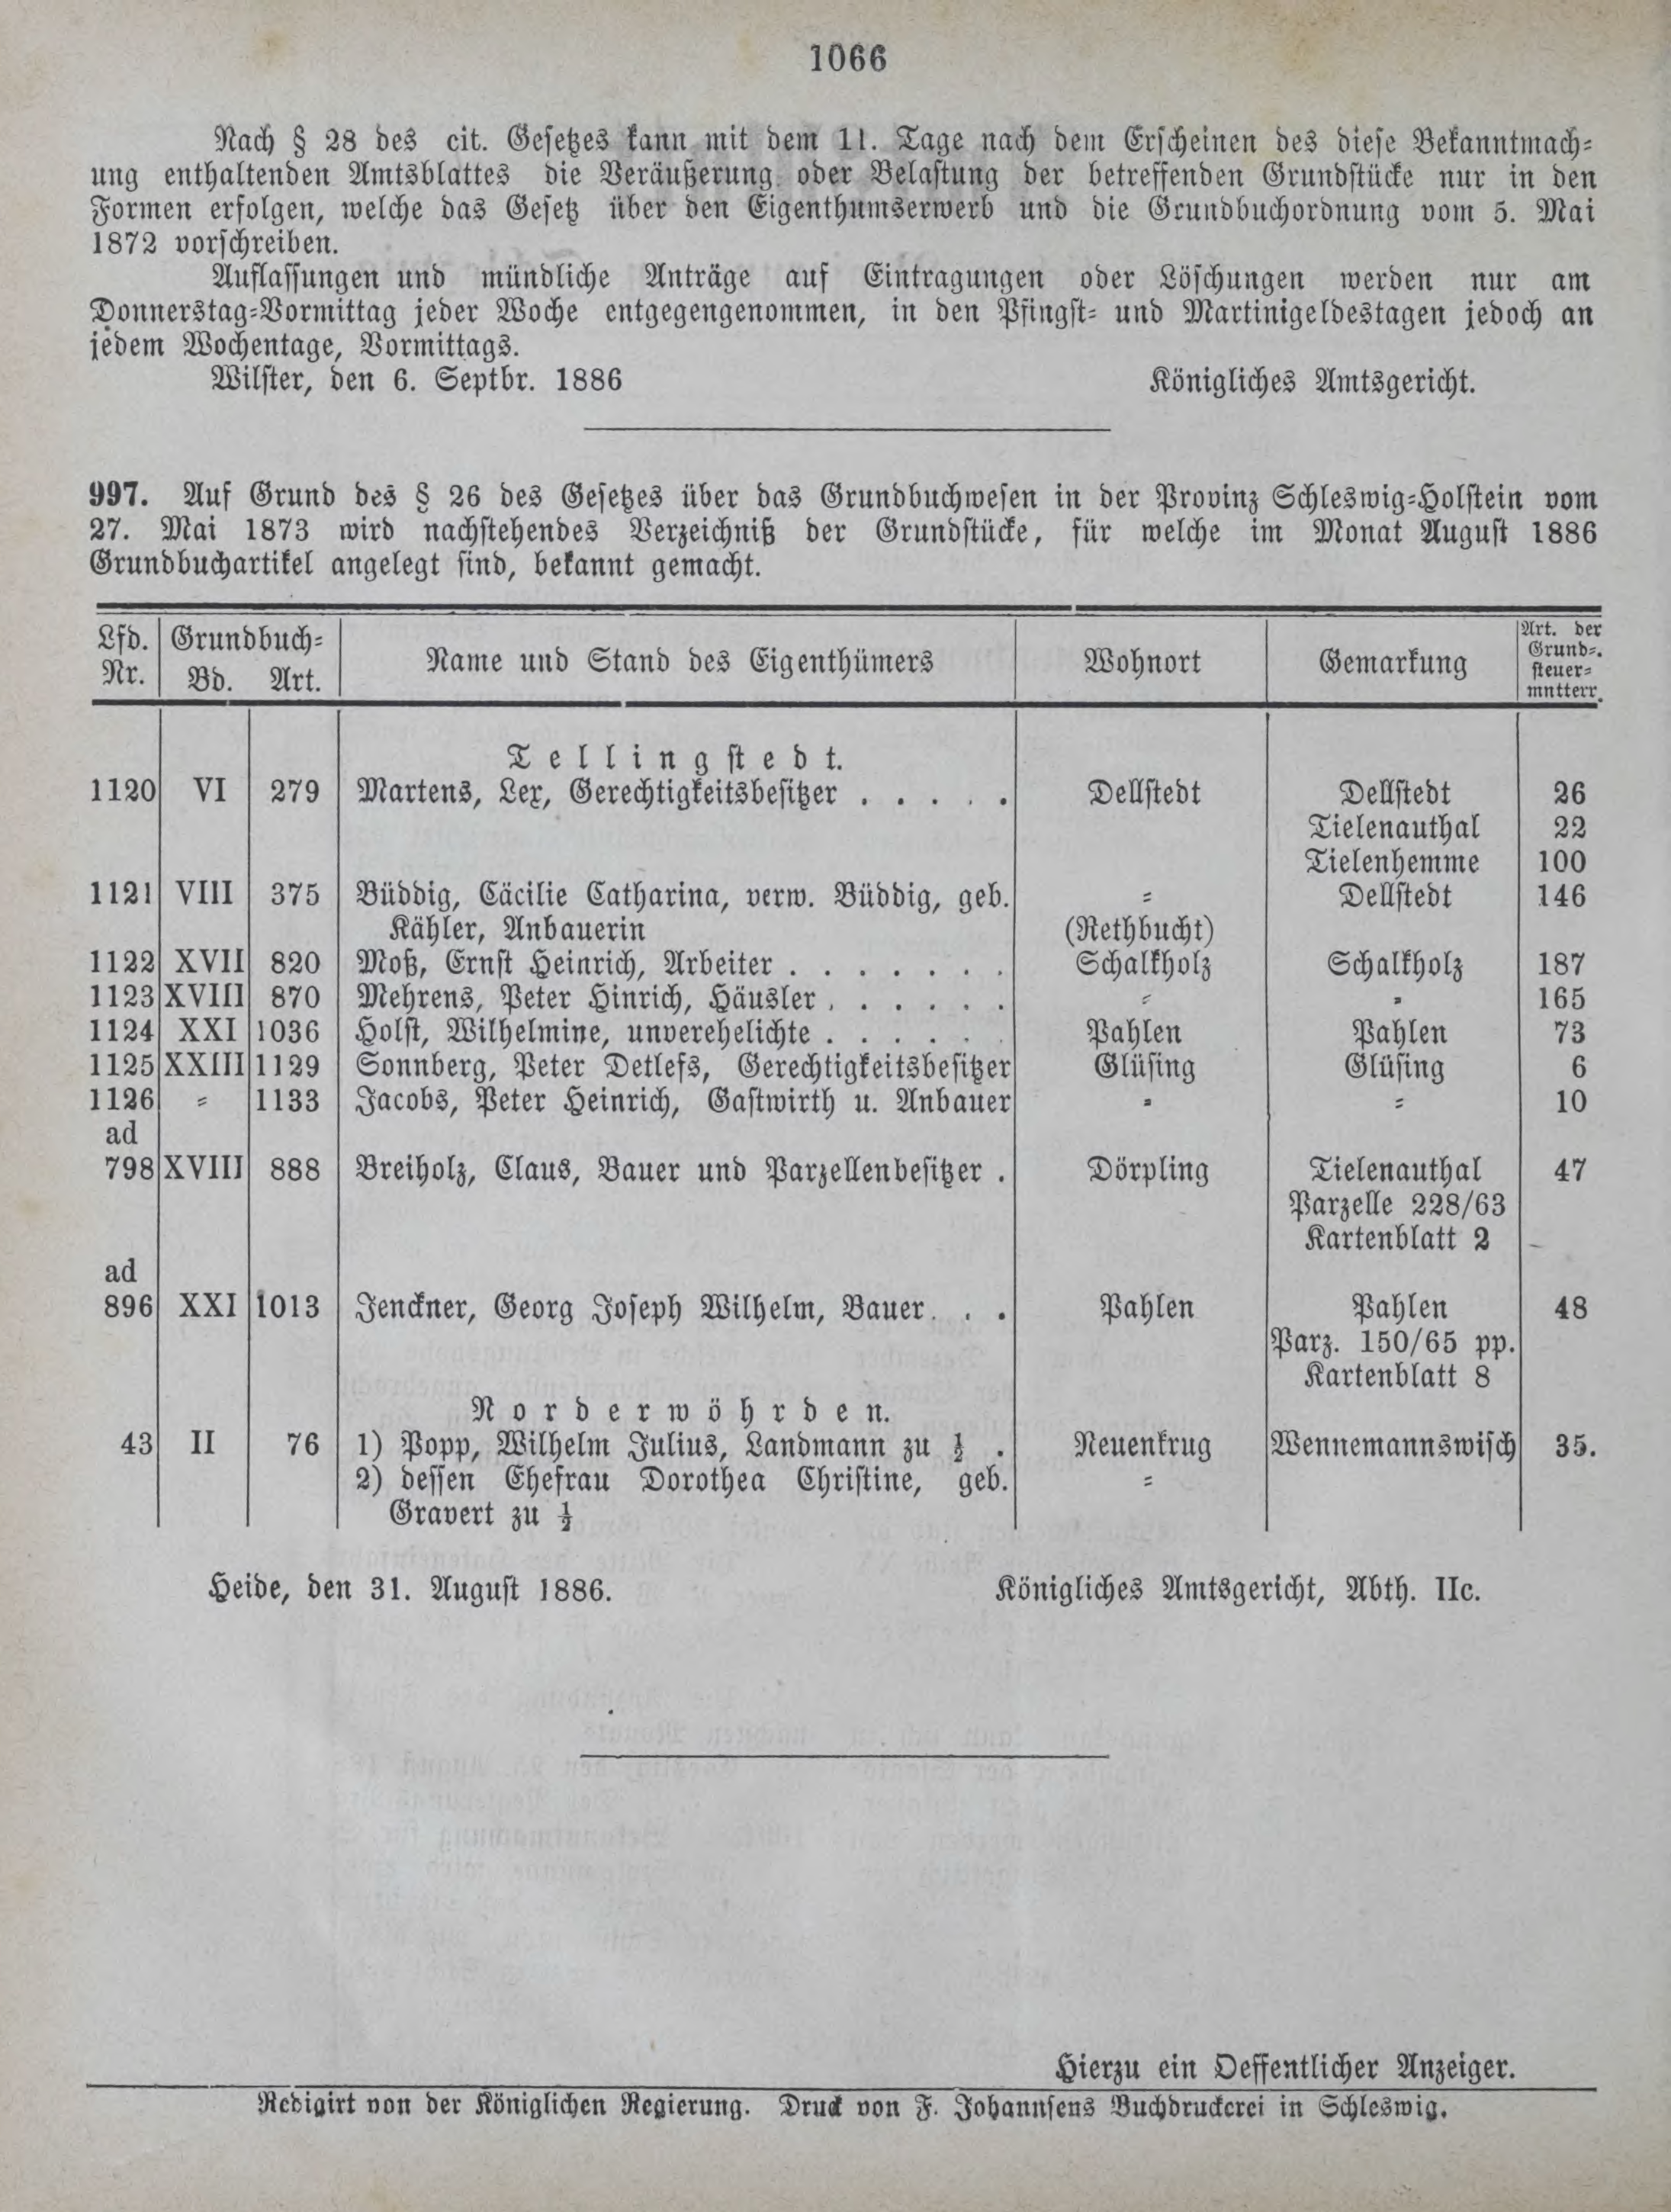 1066
Nach § 28 des cit. Gesetzes kann mit dem 11. Tage nach dem Erscheinen des diese Bekanntmach-
ung enthaltenden Amtsblattes die Veräußerung oder Belastung der betreffenden Grundstücke nur in den
Formen erfolgen, welche das Gesetz über den Eigenthumserwerb und die Grundbuchordnung vom 5. Mai
1872 vorschreiben.
Auflassungen und mündliche Anträge auf Eintragungen oder Löschungen werden nur am
Donnerstag-Vormittag jeder Woche entgegengenommen, in den Pfingst- und Martinigeldestagen jedoch an
jedem Wochentage, Vormittags.
Wilster, den 6. Septbr. 1886 Königliches Amtsgericht.
997. Auf Grund des § 26 des Gesetzes über das Grundbuchwesen in der Provinz Schleswig-Holstein vom
27. Mai 1873 wird nachstehendes Verzeichniß der Grundstücke, für welche im Monat August 1886
Grundbuchartikel angelegt sind, bekannt gemacht.
Lfd. Nr. Grundbuch- Bd. Art. Name und Stand des Eigenthümers Wohnort Gemarkung Art. der Grund-. steuer- mntterr.
Tellingstedt.
1120 VI 279 Martens, Lex, Gerechtigkeitsbesitzer . . . . . Dellstedt Dellstedt 26
Tielenauthal 22
Tielenhemme 100
1121 VIII 375 Büddig, Cäcilie Catharina, verw. Büddig, geb. = Dellstedt 146
Kähler, Anbauerin (Rethbucht)
1122 XVII 820 Moß, Ernst Heinrich, Arbeiter . . . . . . . Schalkholz Schalkholz 187
1123 XVIII 870 Mehrens, Peter Hinrich, Häusler . . . . . . = = 165
1124 XXI 1036 Holst, Wilhelmine, unverehelichte . . . . . . Pahlen Pahlen 73
1125 XXIII 1129 Sonnberg, Peter Detlefs, Gerechtigkeitsbesitzer Glüsing Glüsing 6
1126 = 1133 Jacobs, Peter Heinrich, Gastwirth u. Anbauer = = 10
ad
798 XVIII 888 Breiholz, Claus, Bauer und Parzellenbesitzer . Dörpling Tielenauthal 47
Parzelle 228/63
Kartenblatt 2
ad
896 XXI 1013 Jenckner, Georg Joseph Wilhelm, Bauer . . . Pahlen Pahlen 48
Parz. 150/65 pp.
Kartenblatt 8
Norderwöhrden.
43 II 76 1) Popp, Wilhelm Julius, Landmann zu ½ . Neuenkrug Wennemannswisch 35.
2) dessen Ehefrau Dorothea Christine, geb. =
Gravert zu ½
Heide, den 31. August 1886. Königliches Amtsgericht, Abth. IIc.
Hierzu ein Oeffentlicher Anzeiger.
Redigirt von der Königlichen Regierung. Druck von F. Johannsens Buchdruckerei in Schleswig.